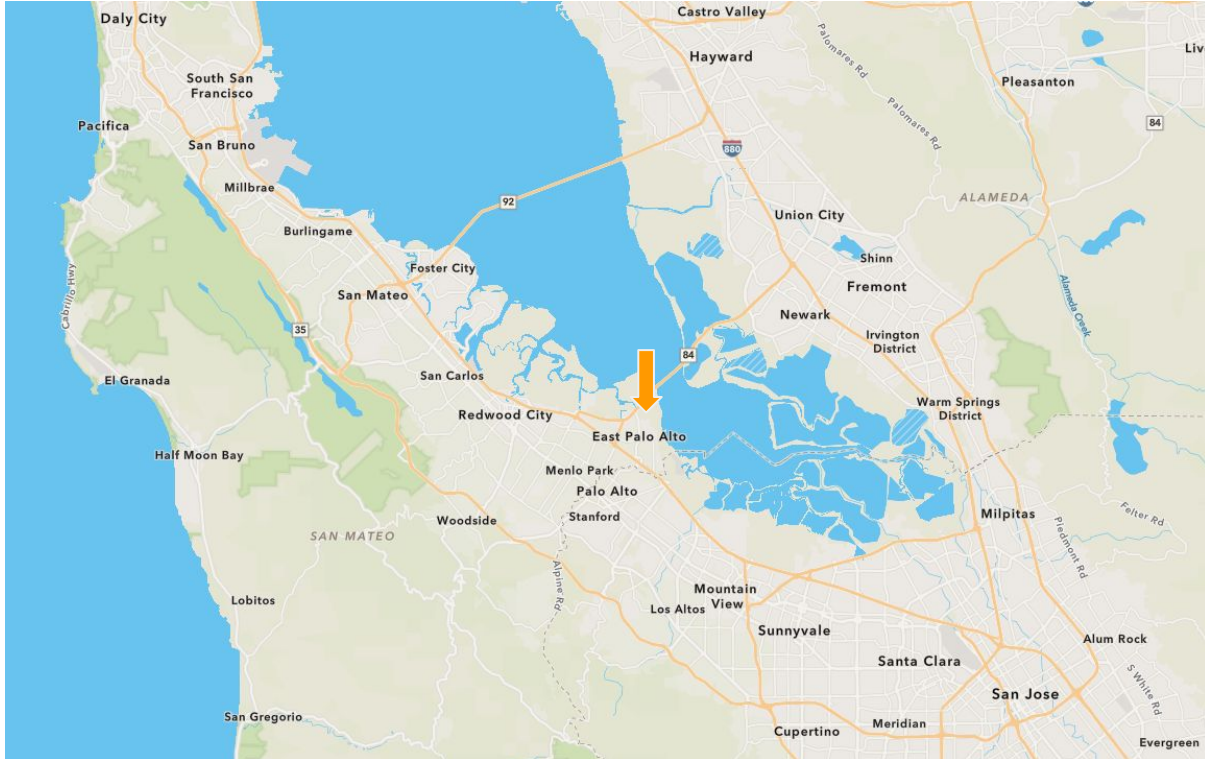 Daly City
Castro Valley
Hayward
Palomares Rd
Pleasanton
South San
Francisco
84
Pacifica
San Bruno
880
Palomares Rd
Millbrae
92
ALAMEDA
Union City
Burlingame
Shinn
Foster City
Fremont
San Mateo
Alameda Creek
Cabrillo Hwy
Newark
35
Irvington
District
84
El Granada
San Carlos
Warm Springs
District
Redwood City
East Palo Alto
Half Moon Bay
Menlo Park
Palo Alto
Woodside
Stanford
Milpitas
Felter Rd
SAN MATEO
Piedmont Rd
Alpine Rd
Mountain
View
Lobitos
Los Altos
Sunnyvale
Alum Rock
Santa Clara
S White Rd
San Jose
San Gregorio
Meridian
Cupertino
Evergreen